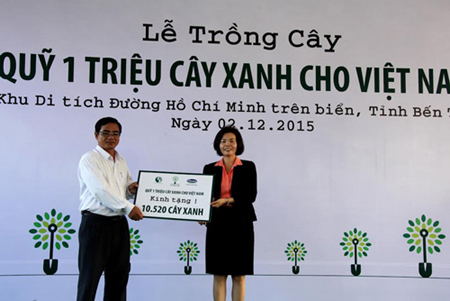 Lễ Trồng Cây
QUỸ 1 TRIỆU CÂY XANH CHO VIỆT NA
Khu Di tích Đường Hồ Chí Minh trên biển, Tỉnh Bến T
Ngày 02.12.2015
QUỸ 1 TRIỆU CÂY XANH CHO VIỆT NAM
Kính tặng !
10.520 CÂY XANH